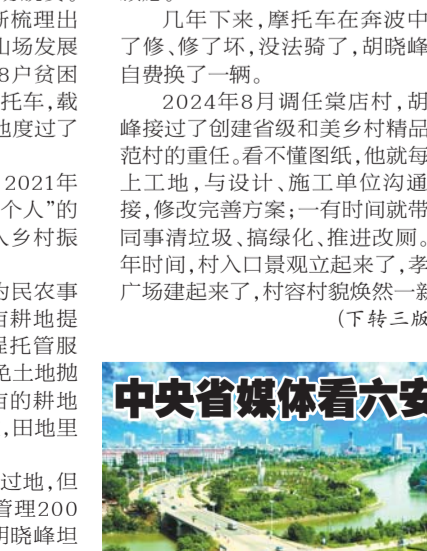 斤梳理出
山场发展
8户贫困
托车，载
地度过了
2021年
个人”的
入乡村振
为民农事
亩耕地提
程托管服
免土地抛
亩的耕地
，田地里
过地，但
管理200
胡晓峰坦
几年下来，摩托车在奔波中
了修、修了坏，没法骑了，胡晓峰
自费换了一辆。
2024年8月调任棠店村，胡
峰接过了创建省级和美乡村精品
范村的重任。看不懂图纸，他就每
上工地，与设计、施工单位沟通
接，修改完善方案；一有时间就带
同事清垃圾、搞绿化、推进改厕。
年时间，村入口景观立起来了，孝
广场建起来了，村容村貌焕然一新
（下转三版
中央省媒体看六安